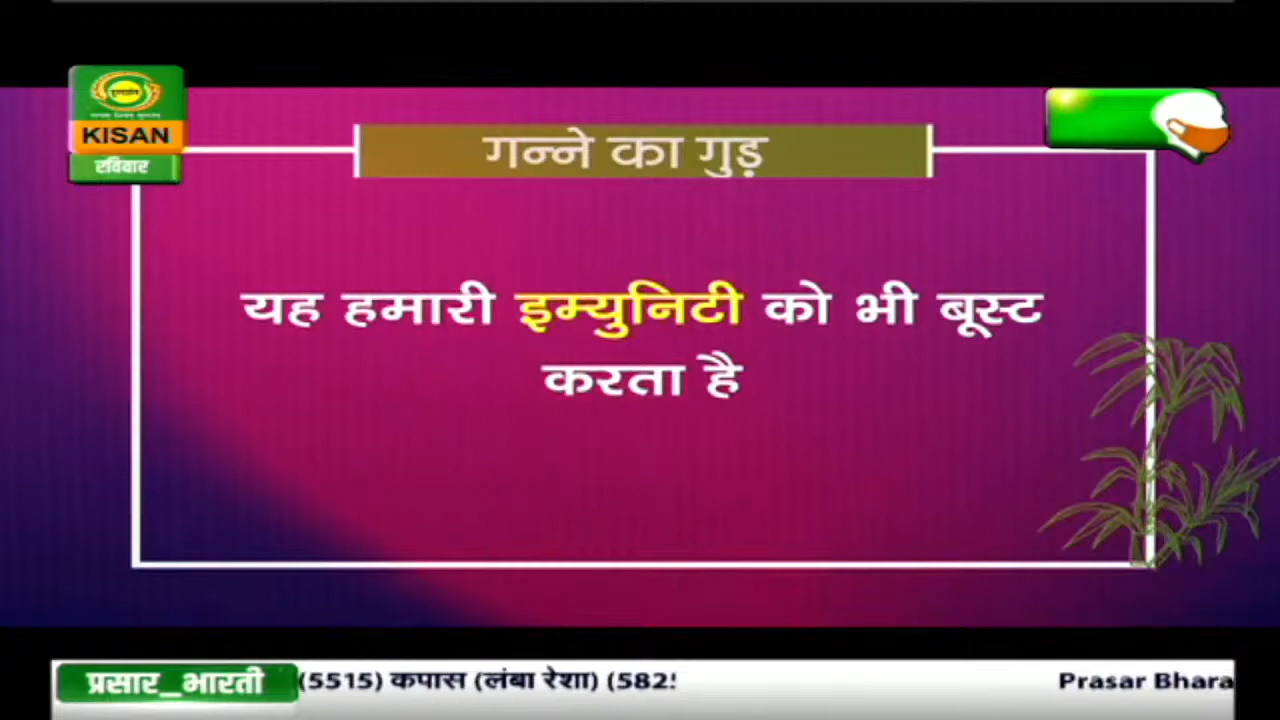 KISAN
रविवार
गन्ने का गुड़
यह हमारी इम्युनिटी को भी बूस्ट
करता है
प्रसार_भारती (5515) कपास (लंबा रेशा) (582 Prasar Bhara